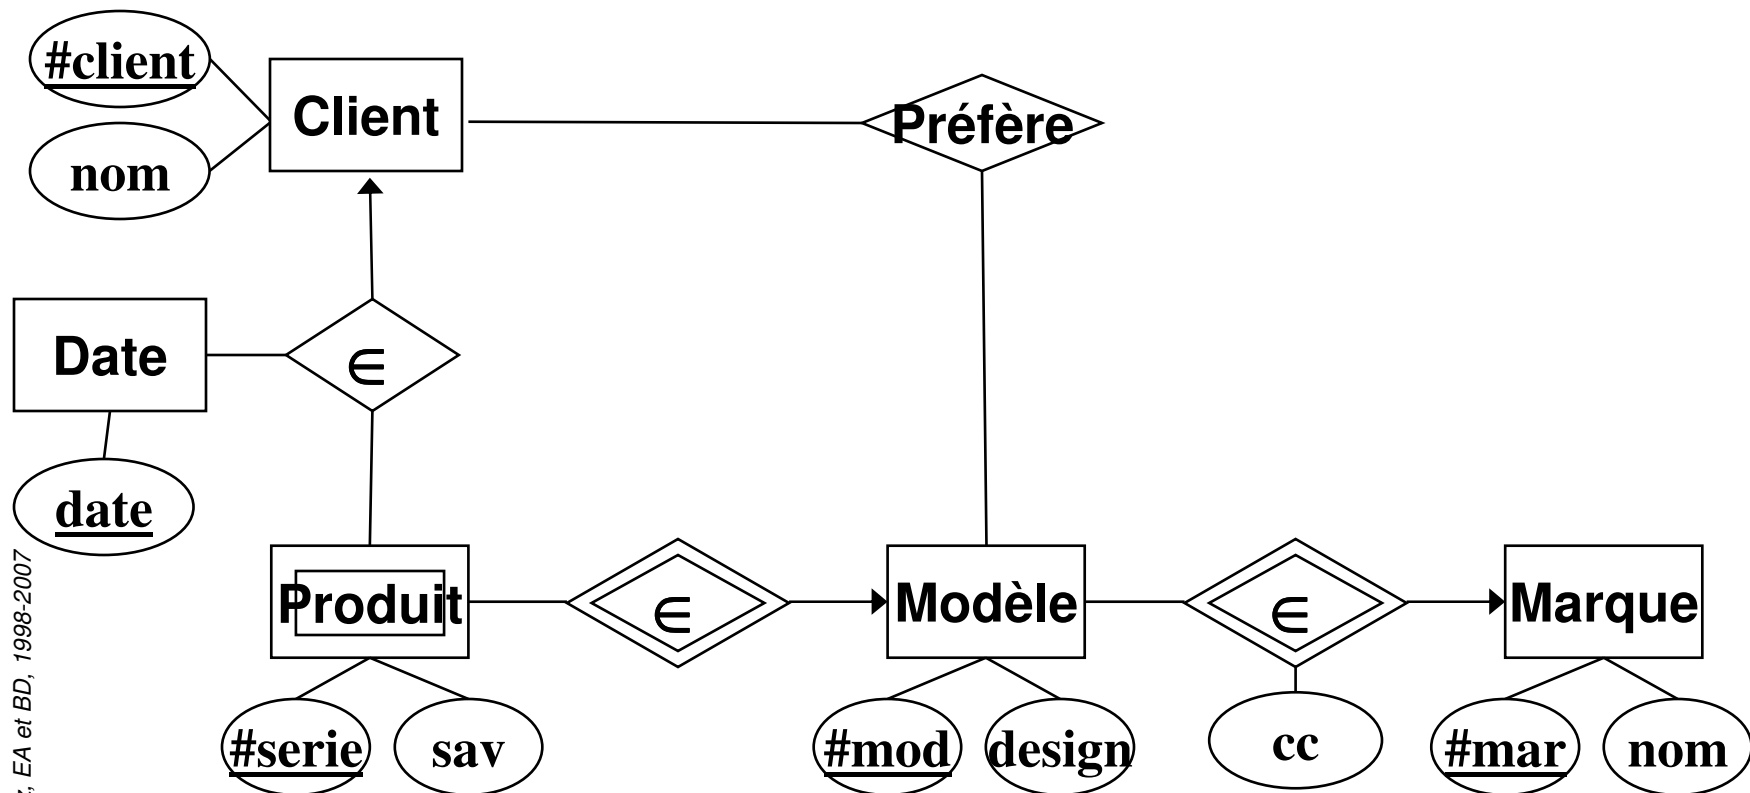 #client
nom
Client
Préfère
Date
∈
date
Produit
∈
Modèle
∈
Marque
#serie
sav
#mod
design
cc
#mar
nom
, EA et BD, 1998-2007